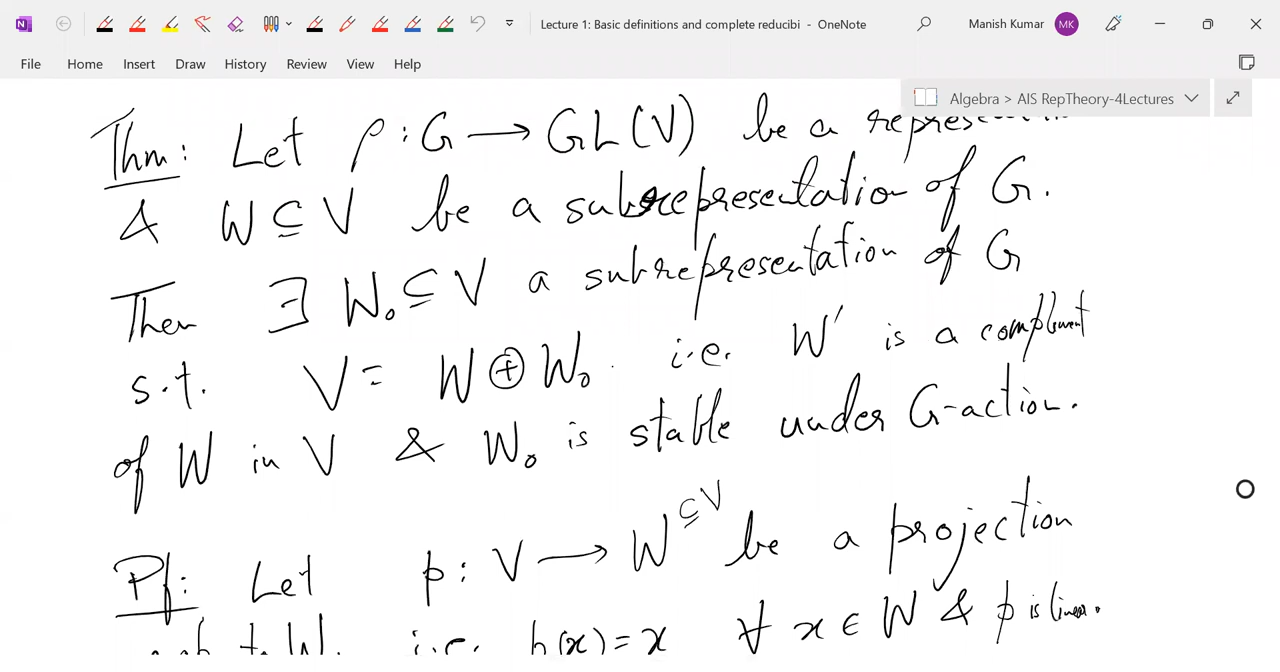 Lecture 1: Basic definitions and complete reducibi - OneNote
Manish Kumar MK
File Home Insert Draw History Review View Help
Algebra > AIS RepTheory-4Lectures
Thm: Let ρ : G ⟶ GL(V) be a
& W ⊆ V be a subrepresentation of G.
Then ∃ W₀ ⊆ V a subrepresentation of G
s.t. V = W ⊕ W₀. i.e. W' is a complement
of W in V & W₀ is stable under G-action.
Pf: Let p : V ⟶ W ⊆ V be a projection
W. i.e. p(x) = x ∀ x ∈ W & p is linear.